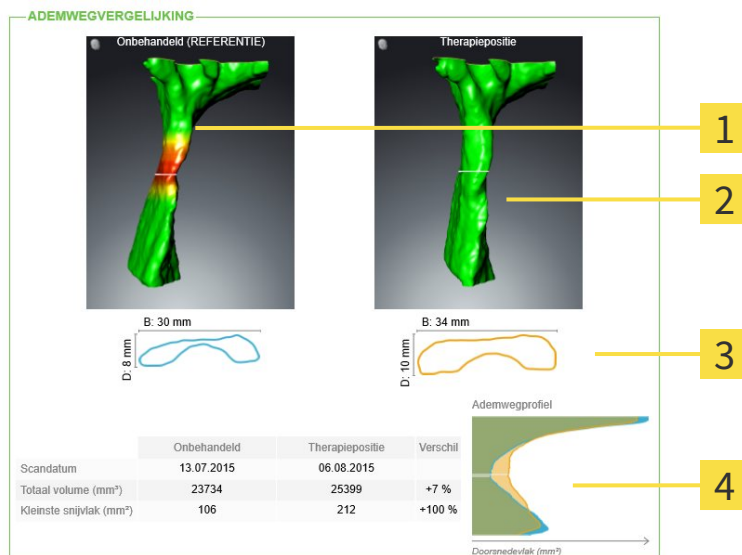 ADEMWEGVERGELIJKING
Onbehandeld (REFERENTIE)
Therapiepositie
1
2
B: 30 mm
D: 8 mm
B: 34 mm
D: 10 mm
3
Ademwegprofiel
Onbehandeld Therapiepositie Verschil
Scandatum 13.07.2015 06.08.2015
Totaal volume (mm³) 23734 25399 +7 %
Kleinste snijvlak (mm²) 106 212 +100 %
4
Doorsnedevlak (mm²)